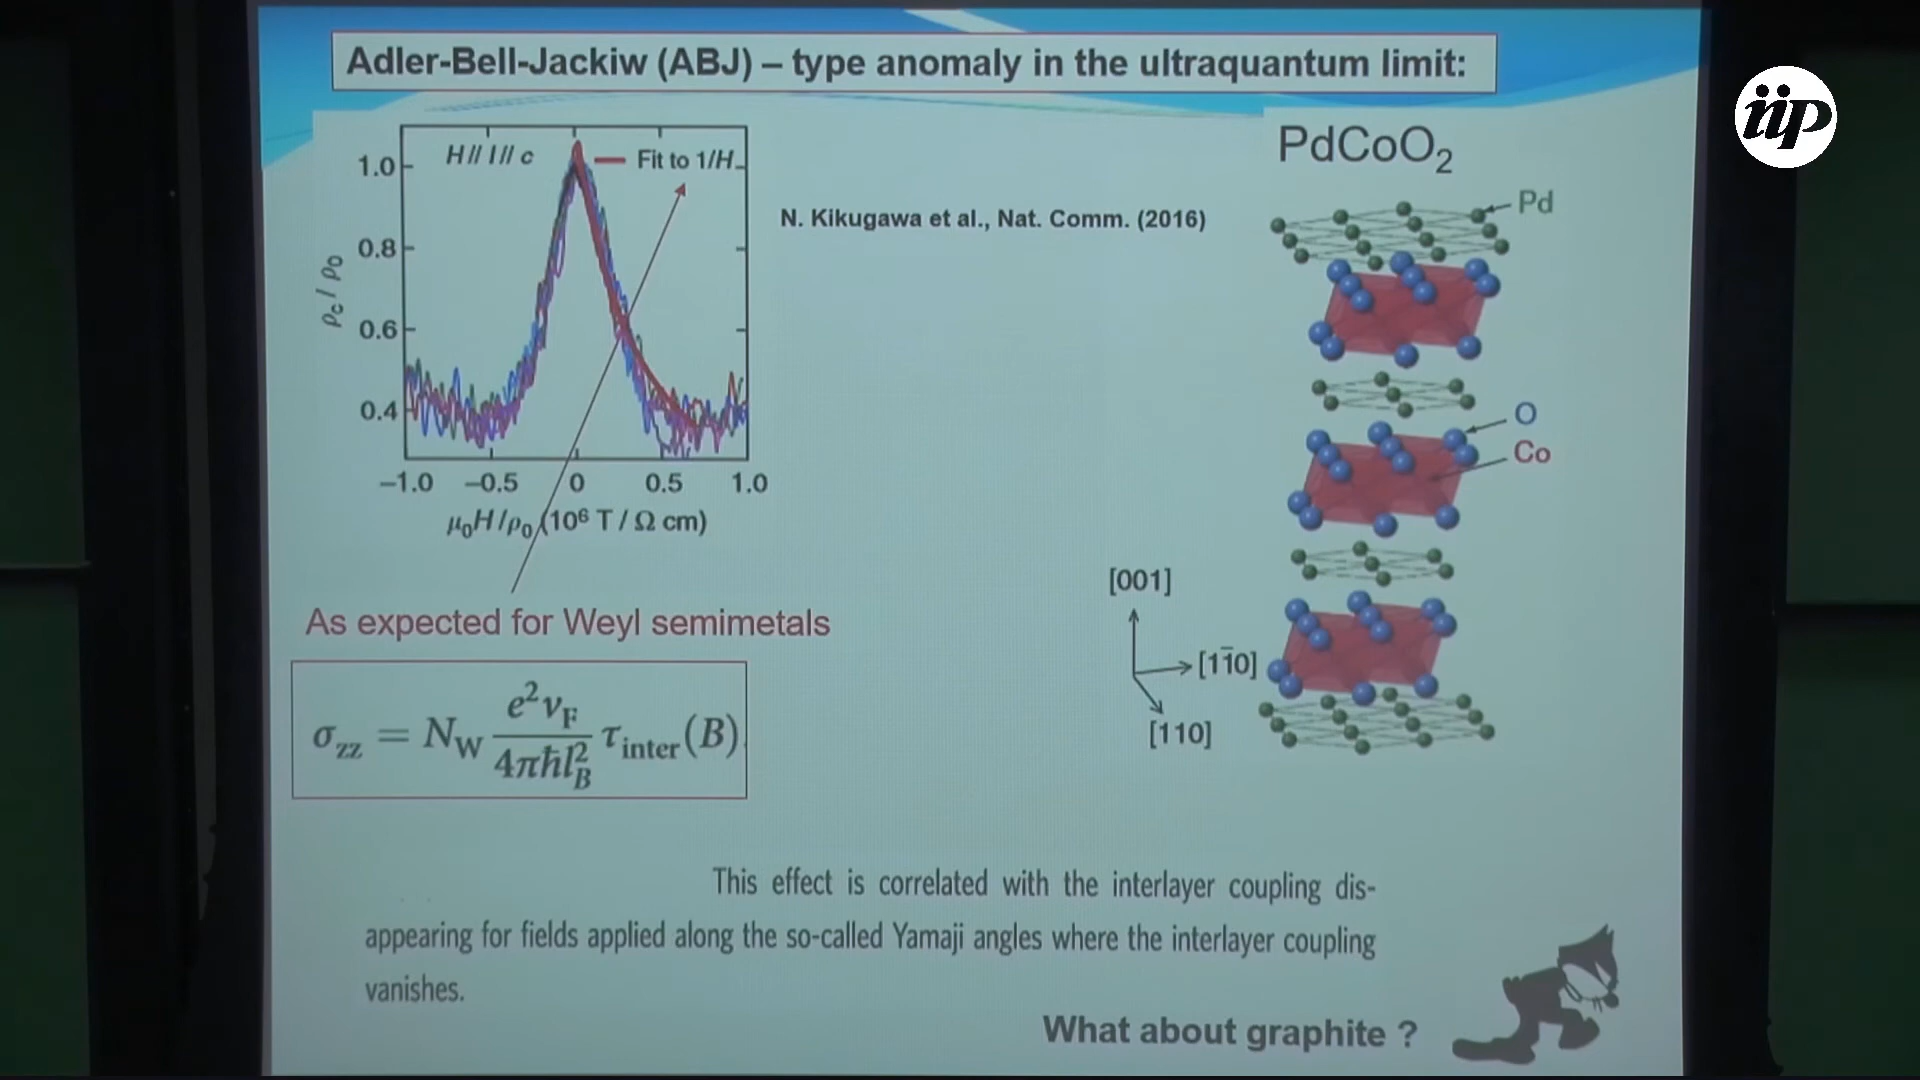 Adler-Bell-Jackiw (ABJ) – type anomaly in the ultraquantum limit:
iip
H // I // c
Fit to 1/H
1.0
0.8
0.6
0.4
ρc / ρ0
−1.0 −0.5 0 0.5 1.0
μ0H/ρ0 (10⁶ T / Ω cm)
N. Kikugawa et al., Nat. Comm. (2016)
PdCoO₂
Pd
O
Co
[001]
[11̄0]
[110]
As expected for Weyl semimetals
σzz = NW e²vF / 4πħl²B τinter(B)
This effect is correlated with the interlayer coupling dis-
appearing for fields applied along the so-called Yamaji angles where the interlayer coupling
vanishes.
What about graphite ?